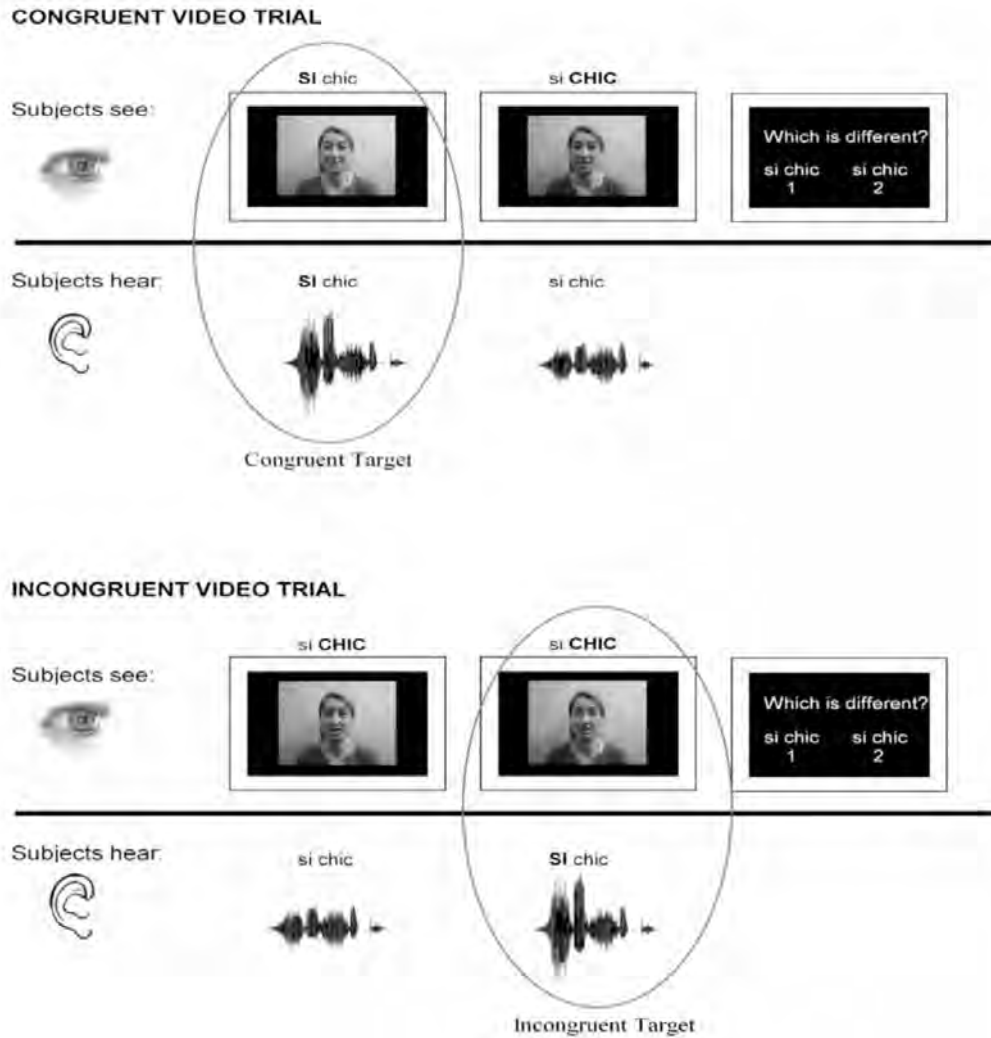 CONGRUENT VIDEO TRIAL
SI chic si CHIC
Subjects see:
Which is different?
si chic si chic
1 2
Subjects hear:
SI chic si chic
Congruent Target
INCONGRUENT VIDEO TRIAL
si CHIC si CHIC
Subjects see:
Which is different?
si chic si chic
1 2
Subjects hear:
si chic SI chic
Incongruent Target